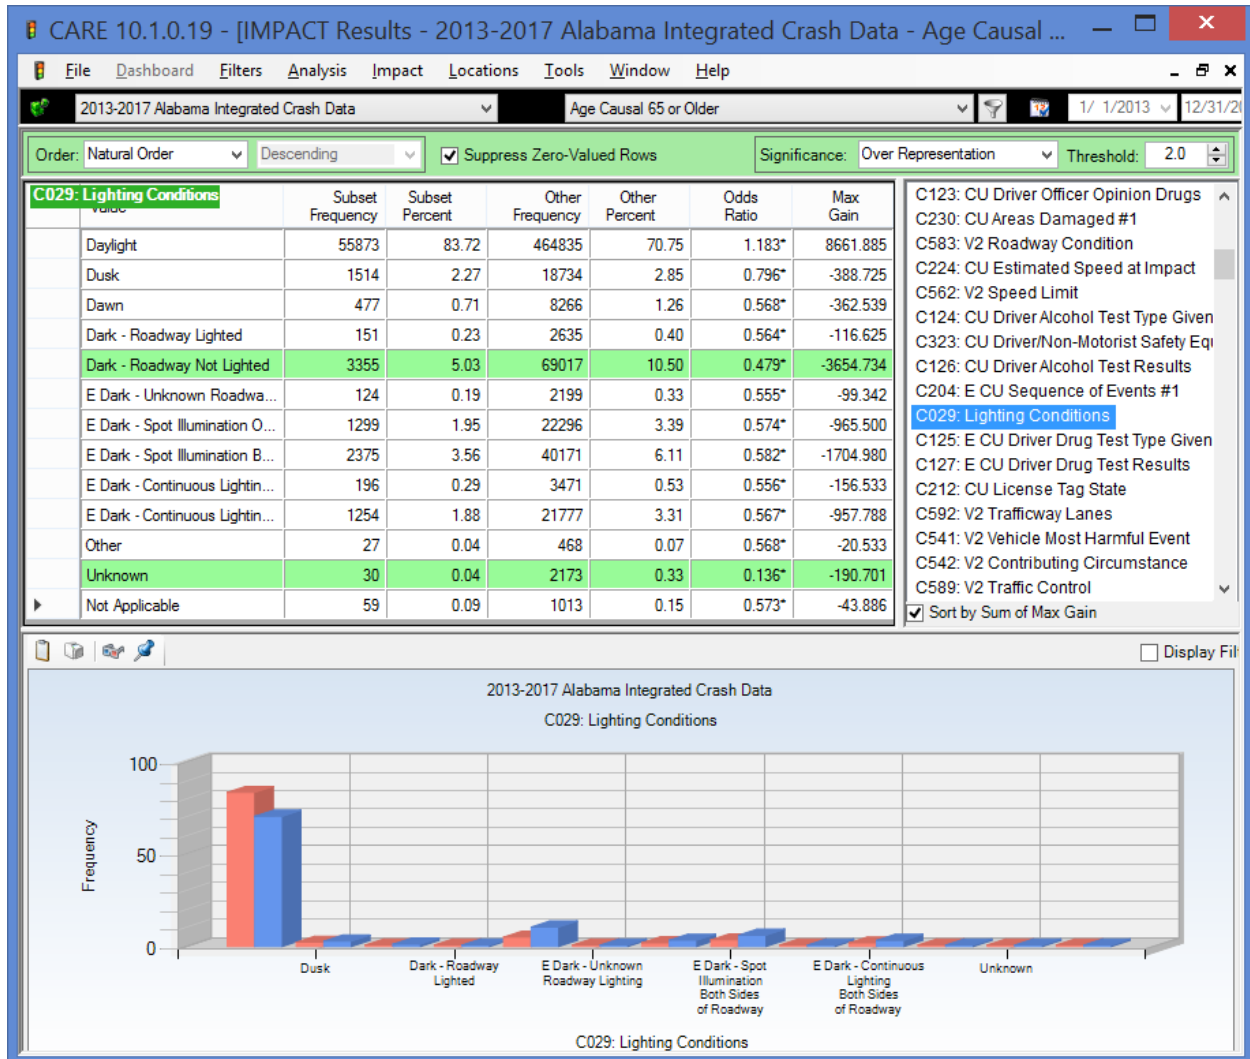 CARE 10.1.0.19 - [IMPACT Results - 2013-2017 Alabama Integrated Crash Data - Age Causal ...
File Dashboard Filters Analysis Impact Locations Tools Window Help
2013-2017 Alabama Integrated Crash Data Age Causal 65 or Older 1/ 1/2013 12/31/20
Order: Natural Order Descending Suppress Zero-Valued Rows Significance: Over Representation Threshold: 2.0
C029: Lighting Conditions
Subset Frequency Subset Percent Other Frequency Other Percent Odds Ratio Max Gain
Daylight 55873 83.72 464835 70.75 1.183* 8661.885
Dusk 1514 2.27 18734 2.85 0.796* -388.725
Dawn 477 0.71 8266 1.26 0.568* -362.539
Dark - Roadway Lighted 151 0.23 2635 0.40 0.564* -116.625
Dark - Roadway Not Lighted 3355 5.03 69017 10.50 0.479* -3654.734
E Dark - Unknown Roadwa... 124 0.19 2199 0.33 0.555* -99.342
E Dark - Spot Illumination O... 1299 1.95 22296 3.39 0.574* -965.500
E Dark - Spot Illumination B... 2375 3.56 40171 6.11 0.582* -1704.980
E Dark - Continuous Lightin... 196 0.29 3471 0.53 0.556* -156.533
E Dark - Continuous Lightin... 1254 1.88 21777 3.31 0.567* -957.788
Other 27 0.04 468 0.07 0.568* -20.533
Unknown 30 0.04 2173 0.33 0.136* -190.701
Not Applicable 59 0.09 1013 0.15 0.573* -43.886
C123: CU Driver Officer Opinion Drugs
C230: CU Areas Damaged #1
C583: V2 Roadway Condition
C224: CU Estimated Speed at Impact
C562: V2 Speed Limit
C124: CU Driver Alcohol Test Type Given
C323: CU Driver/Non-Motorist Safety Equ
C126: CU Driver Alcohol Test Results
C204: E CU Sequence of Events #1
C029: Lighting Conditions
C125: E CU Driver Drug Test Type Given
C127: E CU Driver Drug Test Results
C212: CU License Tag State
C592: V2 Trafficway Lanes
C541: V2 Vehicle Most Harmful Event
C542: V2 Contributing Circumstance
C589: V2 Traffic Control
Sort by Sum of Max Gain
Display Filt
2013-2017 Alabama Integrated Crash Data
C029: Lighting Conditions
100
50
0
Frequency
Dusk
Dark - Roadway
Lighted
E Dark - Unknown
Roadway Lighting
E Dark - Spot
Illumination
Both Sides
of Roadway
E Dark - Continuous
Lighting
Both Sides
of Roadway
Unknown
C029: Lighting Conditions